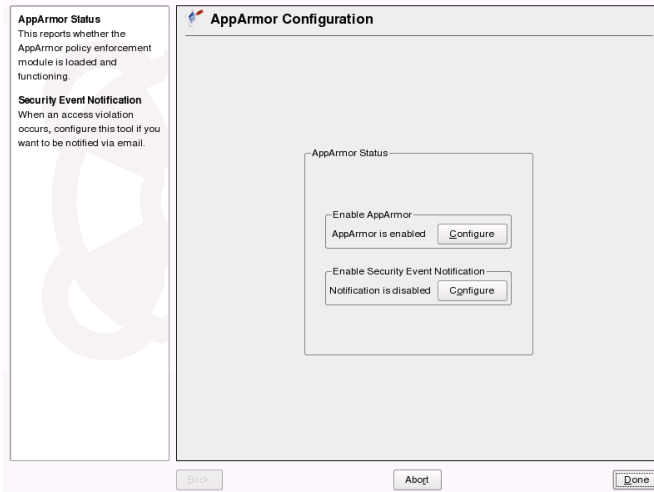 AppArmor Status
This reports whether the
AppArmor policy enforcement
module is loaded and
functioning.
Security Event Notification
When an access violation
occurs, configure this tool if you
want to be notified via email.
AppArmor Configuration
AppArmor Status
Enable AppArmor
AppArmor is enabled Configure
Enable Security Event Notification
Notification is disabled Configure
Back Abort Done